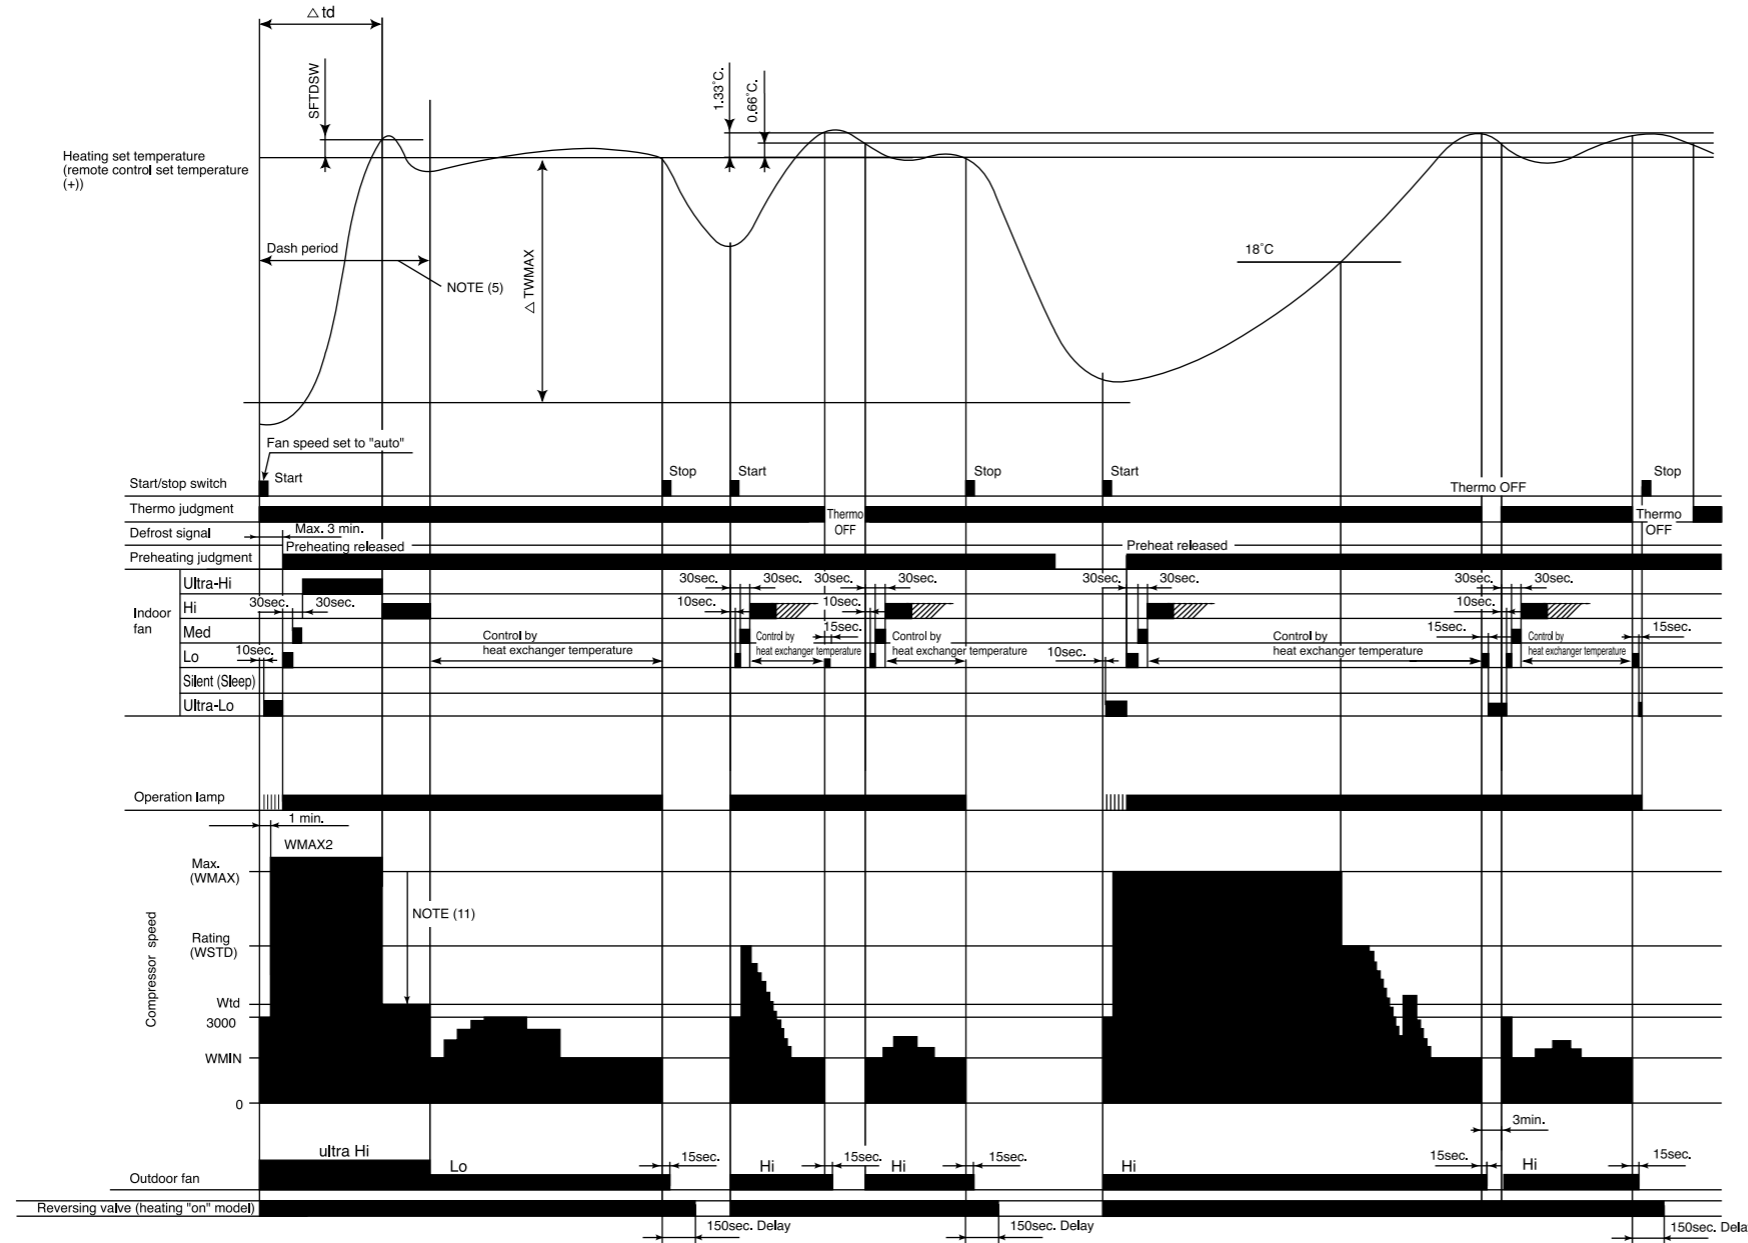 △ td
SFTDSW
1.33°C.
0.66°C.
Heating set temperature
(remote control set temperature
(+))
Dash period
NOTE (5)
△ TWMAX
18°C
Fan speed set to "auto"
Start/stop switch
Start
Stop
Start
Stop
Start
Thermo OFF
Stop
Thermo judgment
Thermo
OFF
Thermo
OFF
Defrost signal
Max. 3 min.
Preheating judgment
Preheating released
Preheat released
Indoor
fan
Ultra-Hi
30sec.
30sec.
30sec.
30sec.
30sec.
30sec.
30sec.
30sec.
Hi
30sec.
30sec.
10sec.
10sec.
10sec.
Med
Control by
heat exchanger temperature
Control by
heat exchanger temperature
15sec.
Control by
heat exchanger temperature
Control by
heat exchanger temperature
15sec.
Control by
heat exchanger temperature
15sec.
Lo
10sec.
10sec.
Silent (Sleep)
Ultra-Lo
Operation lamp
1 min.
WMAX2
Compressor speed
Max.
(WMAX)
NOTE (11)
Rating
(WSTD)
Wtd
3000
WMIN
0
3min.
Outdoor fan
ultra Hi
Lo
15sec.
Hi
15sec.
Hi
15sec.
Hi
15sec.
Hi
15sec.
Reversing valve (heating "on" model)
150sec. Delay
150sec. Delay
150sec. Dela